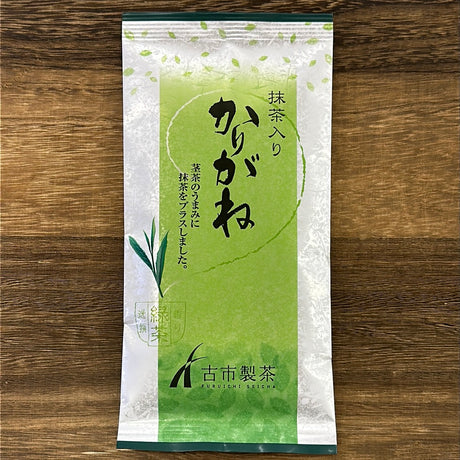 抹茶入り
かりがね
茎茶のうまみに
抹茶をプラスしました。
緑茶
古市製茶
FURUICHI SEICHA